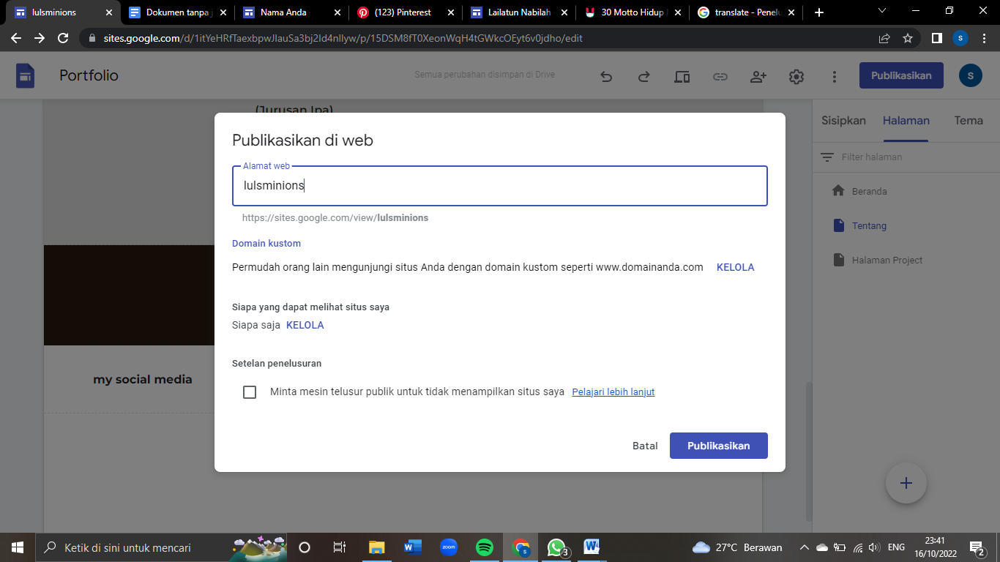 lulsminions
Dokumen tanpa j
Nama Anda
(123) Pinterest
Lailatun Nabilah
30 Motto Hidup
translate - Penelu
sites.google.com/d/1itYeHRfTaexbpwJIauSa3bj2Id4nIIyw/p/15DSM8fT0XeonWqH4tGWkcOEyt6v0jdho/edit
S
Portfolio
Semua perubahan disimpan di Drive
Publikasikan
S
(Jurusan Ipa)
Sisipkan
Halaman
Tema
Filter halaman
Beranda
Tentang
Halaman Project
Publikasikan di web
Alamat web
lulsminions
https://sites.google.com/view/lulsminions
Domain kustom
Permudah orang lain mengunjungi situs Anda dengan domain kustom seperti www.domainanda.com KELOLA
Siapa yang dapat melihat situs saya
Siapa saja KELOLA
Setelan penelusuran
Minta mesin telusur publik untuk tidak menampilkan situs saya Pelajari lebih lanjut
Batal
Publikasikan
my social media
Ketik di sini untuk mencari
zoom
3
27°C Berawan
ENG
23:41
16/10/2022
2